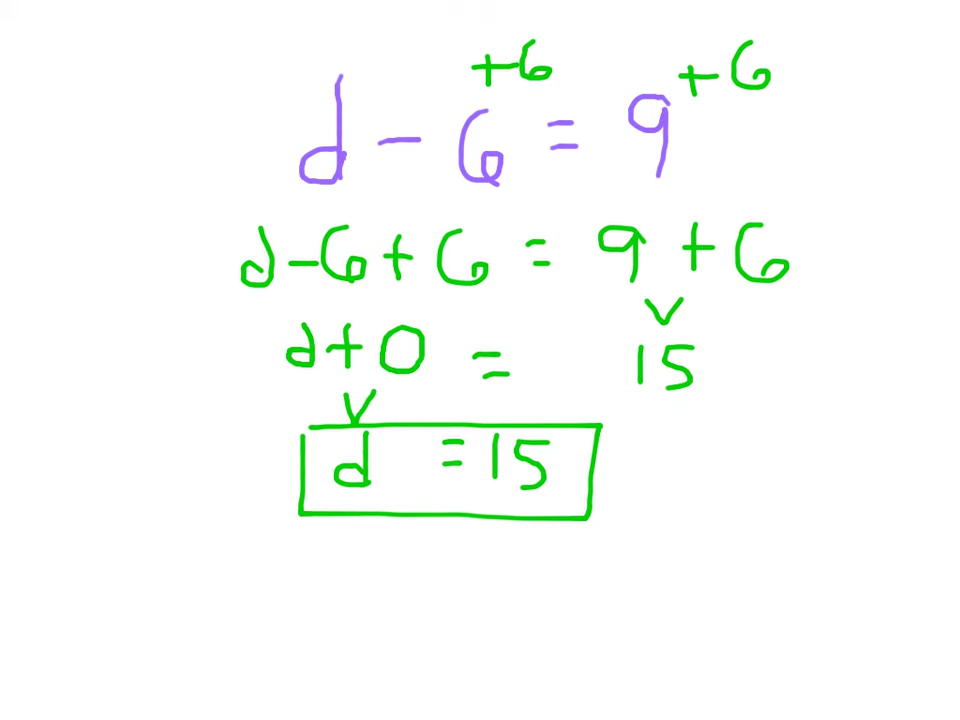 +6 +6
d - 6 = 9
d - 6 + 6 = 9 + 6
d + 0 = 15
d = 15